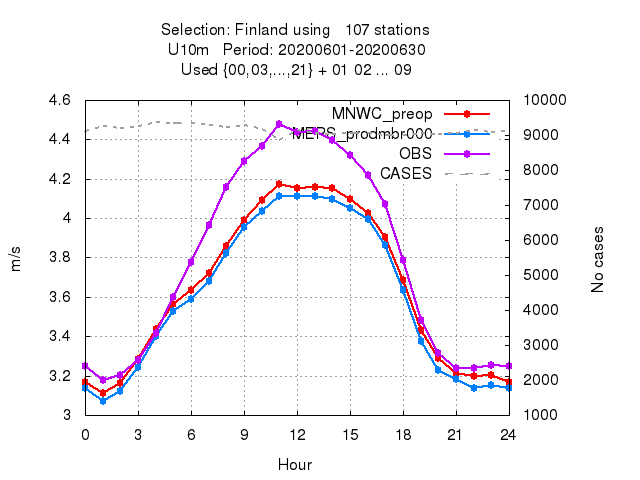 Selection: Finland using 107 stations
U10m Period: 20200601-20200630
Used {00,03,...,21} + 01 02 ... 09
4.6
4.4
4.2
4
3.8
3.6
3.4
3.2
3
10000
9000
8000
7000
6000
5000
4000
3000
2000
1000
MNWC_preop
MEPS_prodmbr000
OBS
CASES
m/s
No cases
0
3
6
9
12
15
18
21
24
Hour